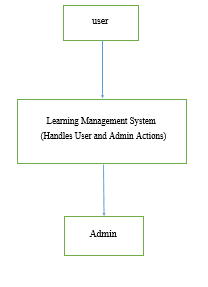 user
Learning Management System
(Handles User and Admin Actions)
Admin